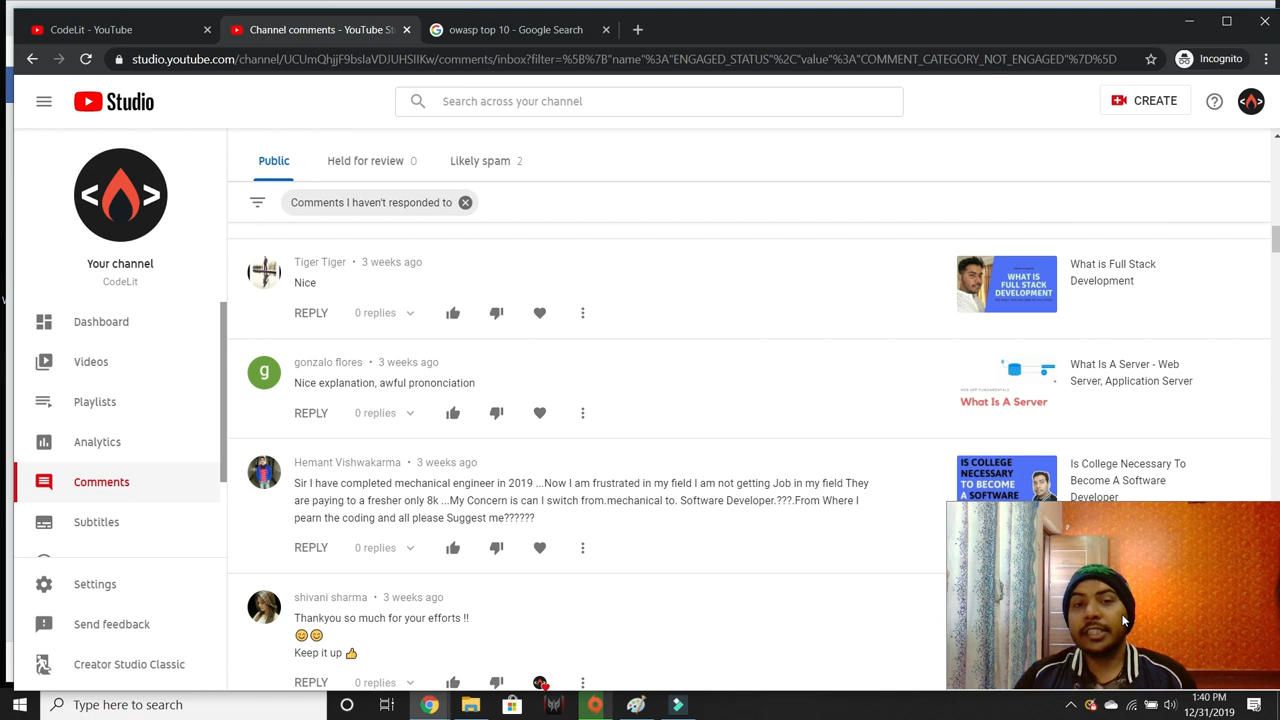 CodeLit - YouTube
Channel comments - YouTube St
owasp top 10 - Google Search
studio.youtube.com/channel/UCUmQhjjF9bsIaVDJUHSIIKw/comments/inbox?filter=%5B%7B"name"%3A"ENGAGED_STATUS"%2C"value"%3A"COMMENT_CATEGORY_NOT_ENGAGED"%7D%5D
Incognito
Studio
Search across your channel
CREATE
Your channel
CodeLit
Dashboard
Videos
Playlists
Analytics
Comments
Subtitles
Settings
Send feedback
Creator Studio Classic
Public
Held for review 0
Likely spam 2
Comments I haven't responded to
Tiger Tiger • 3 weeks ago
Nice
REPLY 0 replies
WHAT IS
FULL STACK
DEVELOPMENT
What is Full Stack
Development
gonzalo flores • 3 weeks ago
g
Nice explanation, awful prononciation
REPLY 0 replies
What Is A Server
What Is A Server - Web
Server, Application Server
Hemant Vishwakarma • 3 weeks ago
Sir I have completed mechanical engineer in 2019 ...Now I am frustrated in my field I am not getting Job in my field They
are paying to a fresher only 8k ...My Concern is can I switch from.mechanical to. Software Developer.???.From Where I
pearn the coding and all please Suggest me??????
REPLY 0 replies
IS COLLEGE
NECESSARY
TO BECOME
A SOFTWARE
Is College Necessary To
Become A Software
Developer
shivani sharma • 3 weeks ago
Thankyou so much for your efforts !!
😊😊
Keep it up 👍
REPLY 0 replies
Type here to search
1:40 PM
12/31/2019